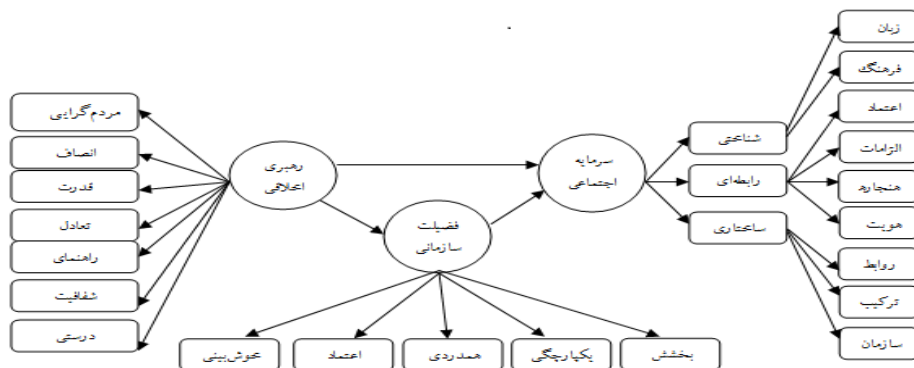 زبان
فرهنگ
اعتماد
الزامات
هنجاره
هویت
روابط
ترکیب
سازمان
شناختی
رابطه‌ای
ساختاری
سرمایه
اجتماعی
رهبری
اخلاقی
فضیلت
سازمانی
مردم‌گرایی
انصاف
قدرت
تعادل
راهنمای
شفافیت
درستی
بخشش
یکپارچگی
همدردی
اعتماد
خوش‌بینی